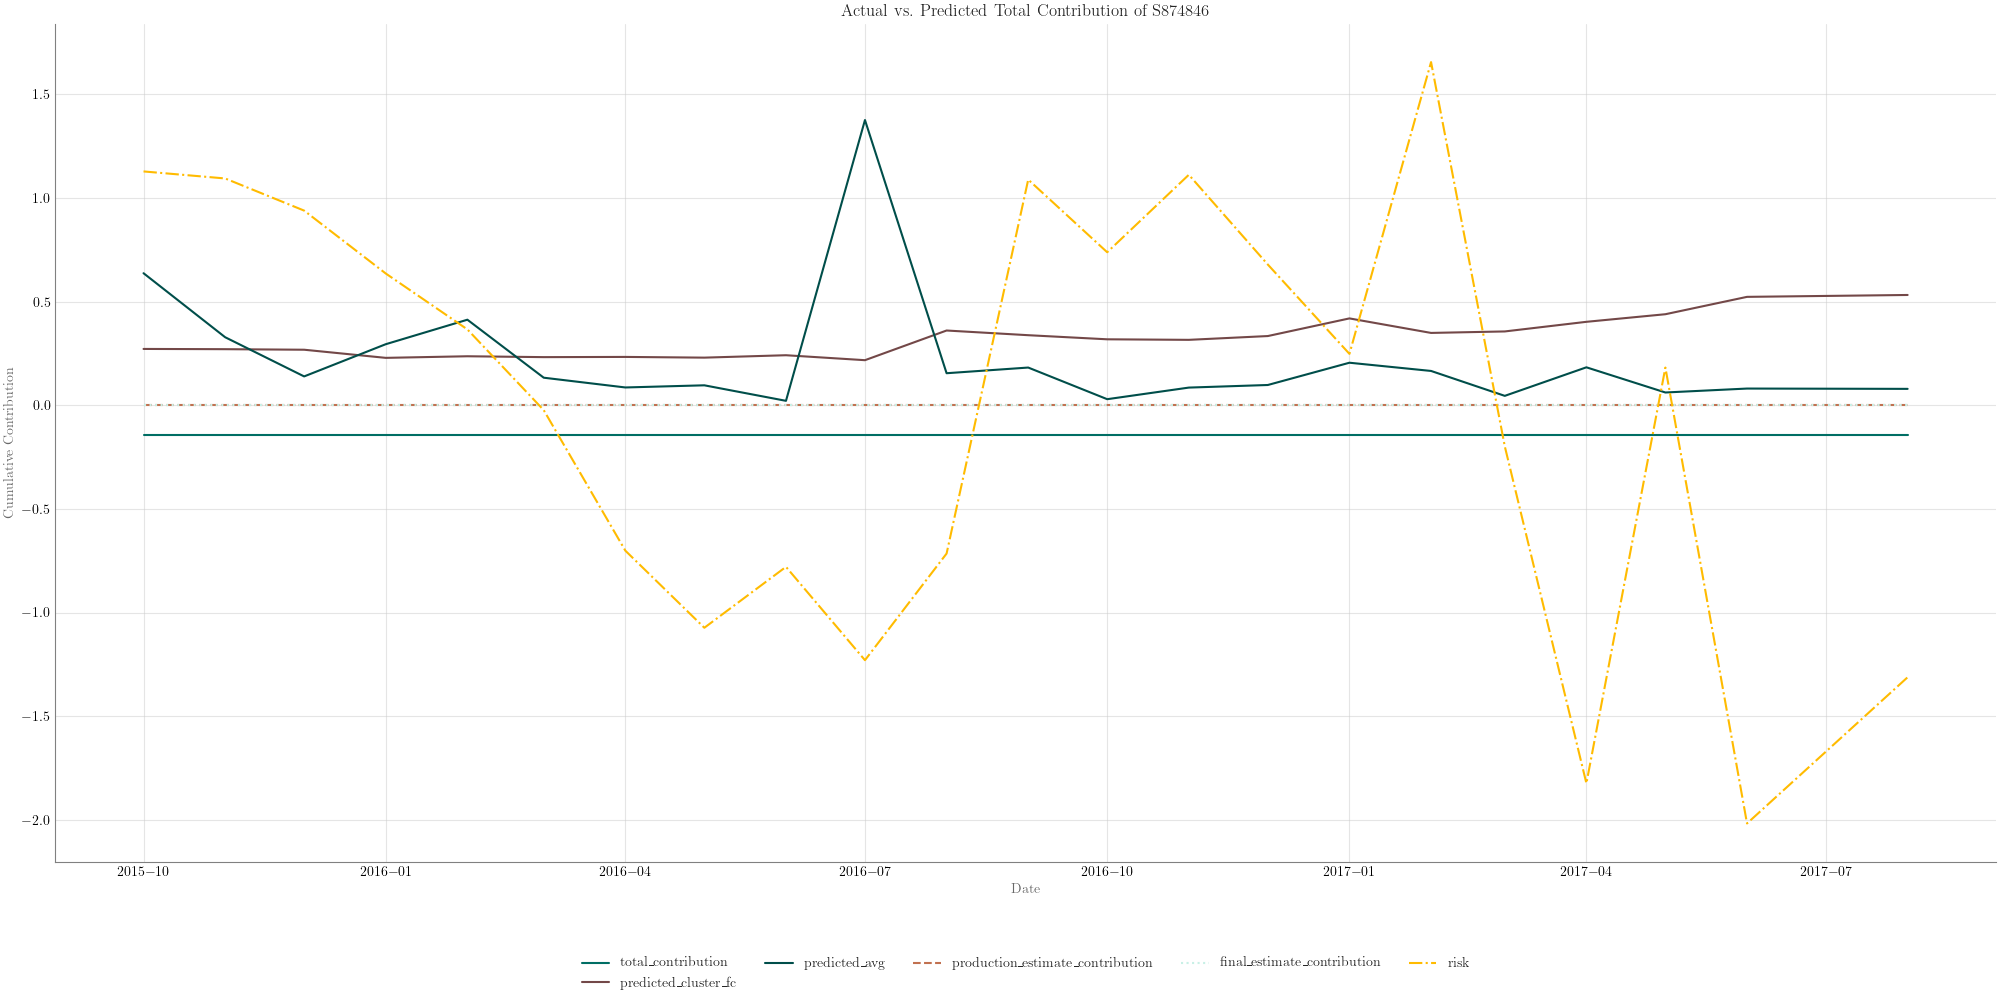 Actual vs. Predicted Total Contribution of S874846
Cumulative Contribution
1.5
1.0
0.5
0.0
−0.5
−1.0
−1.5
−2.0
2015−10 2016−01 2016−04 2016−07 2016−10 2017−01 2017−04 2017−07
Date
total_contribution predicted_avg production_estimate_contribution final_estimate_contribution risk
predicted_cluster_fc